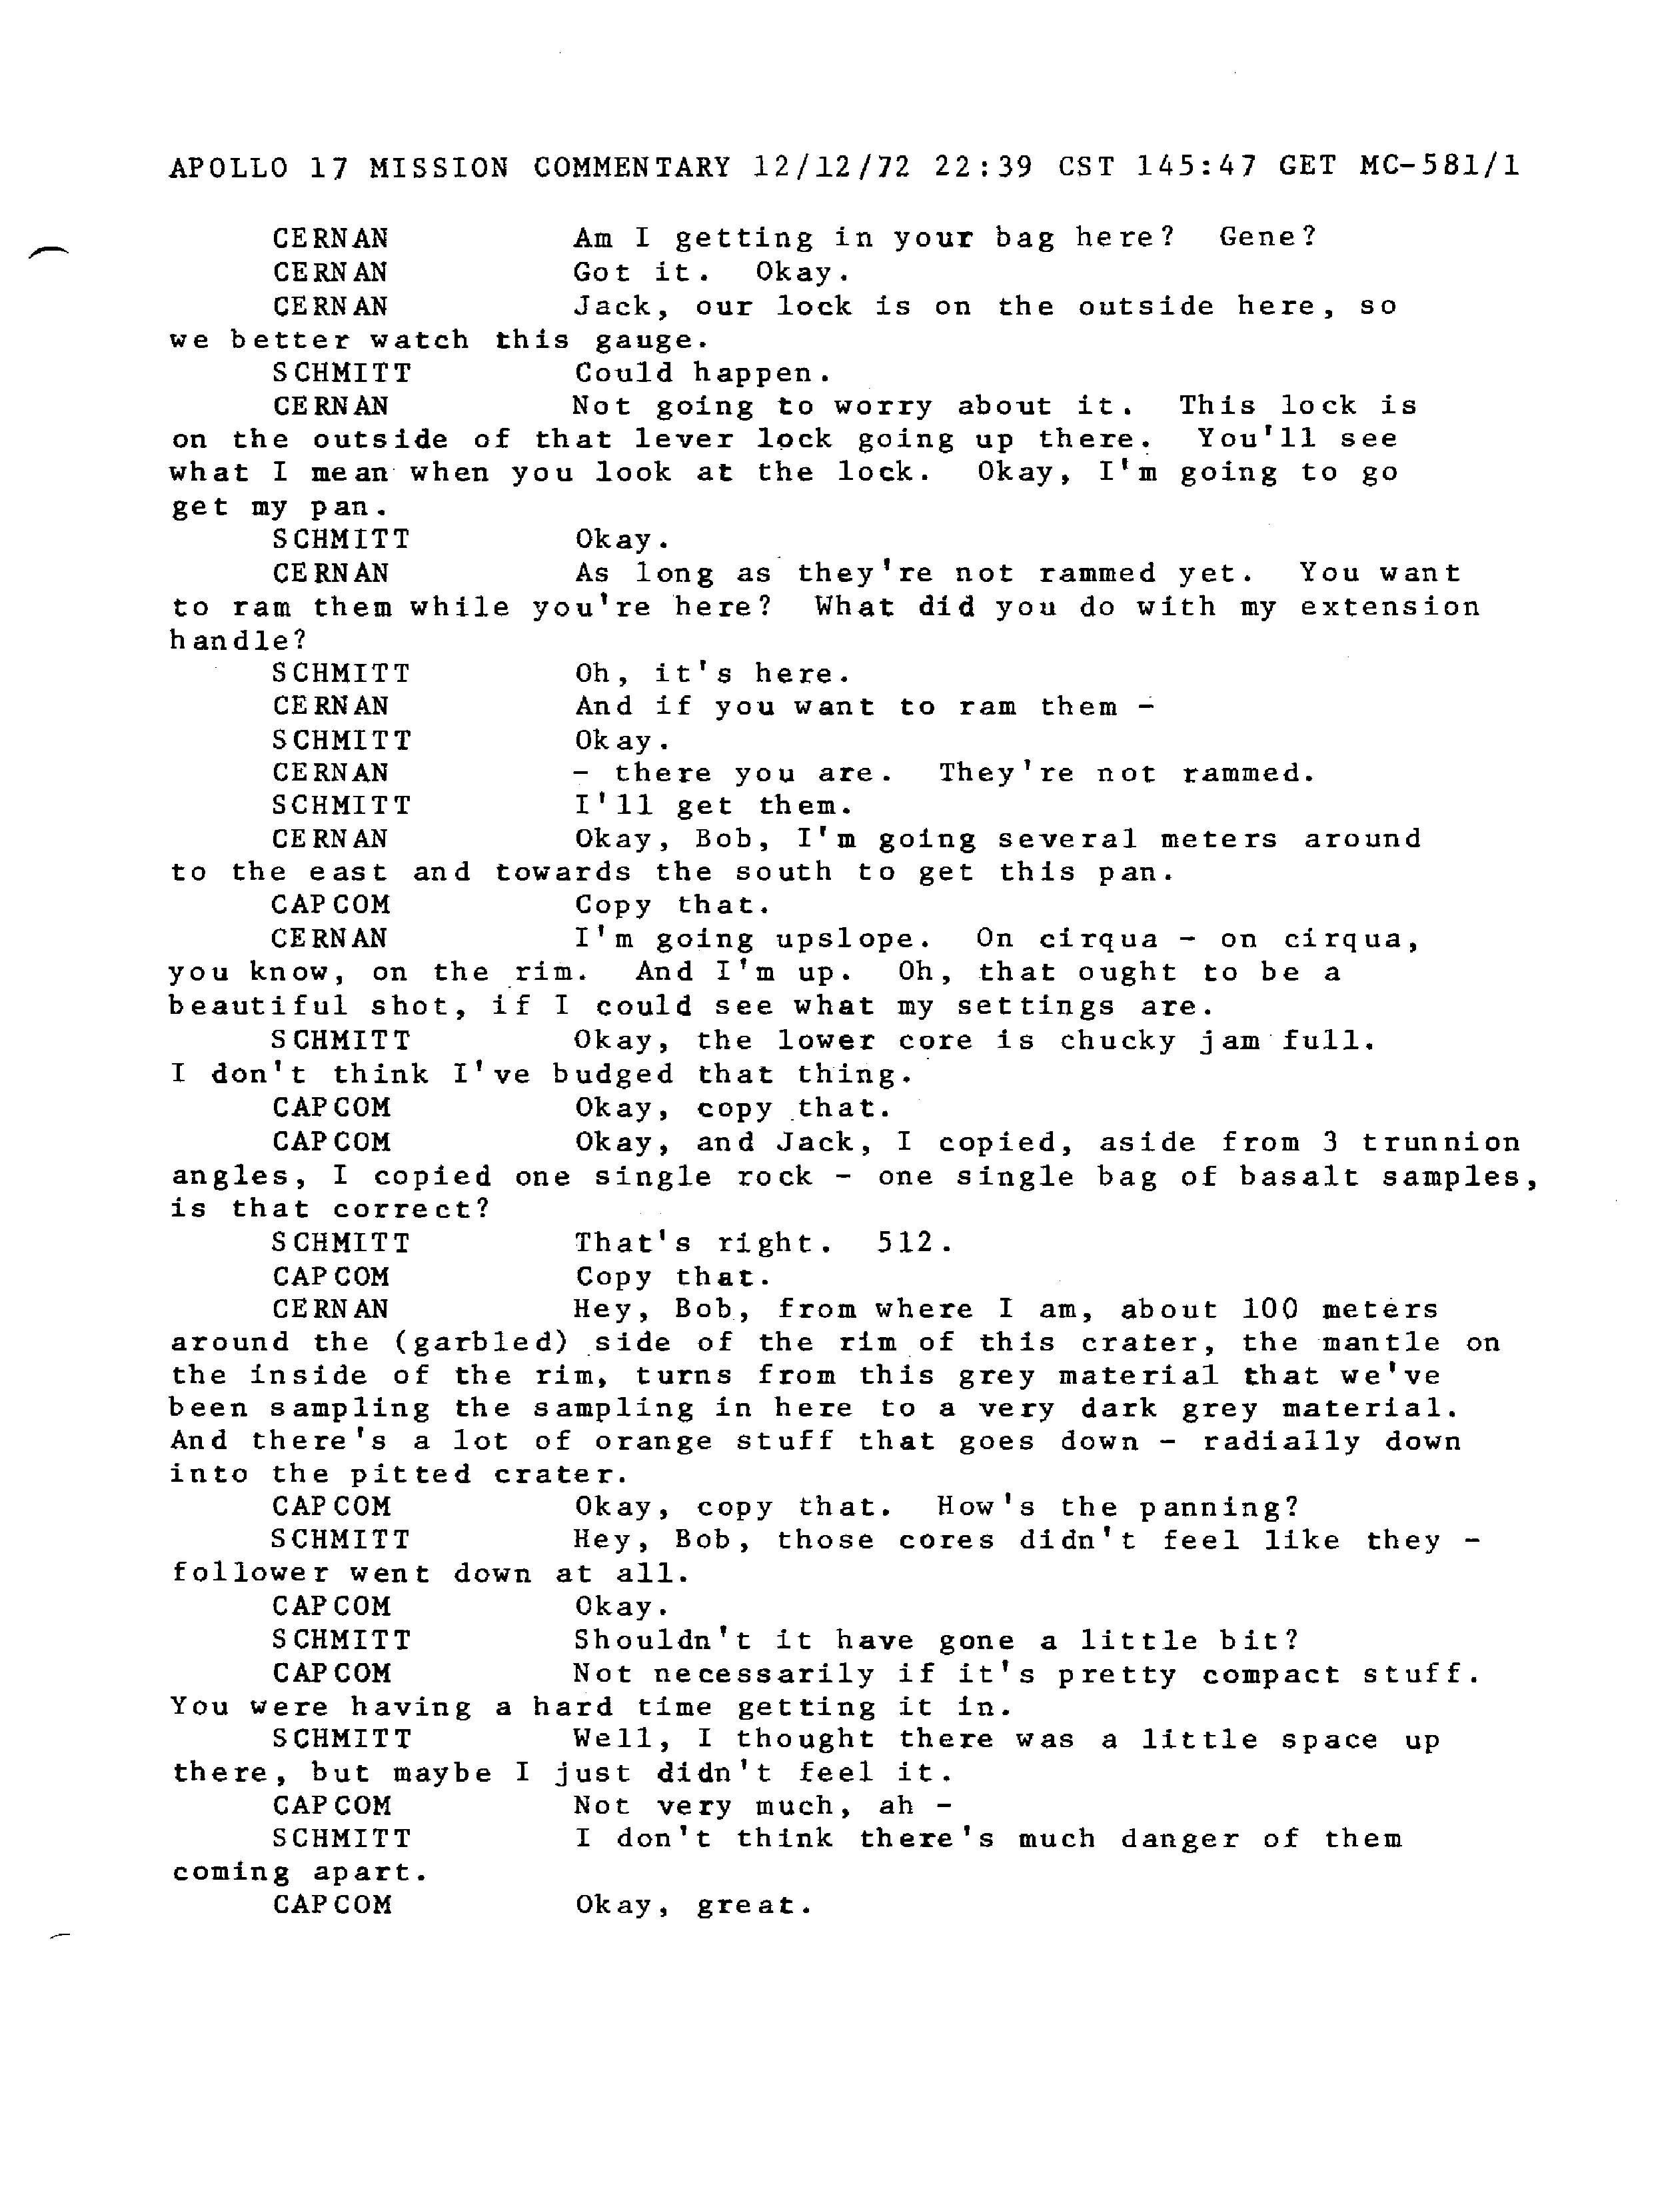 APOLLO 17 MISSION COMMENTARY 12/12/72 22:39 CST 145:47 GET MC-581/1
CERNAN Am I getting in your bag here? Gene?
CERNAN Got it. Okay.
CERNAN Jack, our lock is on the outside here, so
we better watch this gauge.
SCHMITT Could happen.
CERNAN Not going to worry about it. This lock is
on the outside of that lever lock going up there. You'll see
what I mean when you look at the lock. Okay, I'm going to go
get my pan.
SCHMITT Okay.
CERNAN As long as they're not rammed yet. You want
to ram them while you're here? What did you do with my extension
handle?
SCHMITT Oh, it's here.
CERNAN And if you want to ram them -
SCHMITT Okay.
CERNAN - there you are. They're not rammed.
SCHMITT I'll get them.
CERNAN Okay, Bob, I'm going several meters around
to the east and towards the south to get this pan.
CAPCOM Copy that.
CERNAN I'm going upslope. On cirqua - on cirqua,
you know, on the rim. And I'm up. Oh, that ought to be a
beautiful shot, if I could see what my settings are.
SCHMITT Okay, the lower core is chucky jam full.
I don't think I've budged that thing.
CAPCOM Okay, copy that.
CAPCOM Okay, and Jack, I copied, aside from 3 trunnion
angles, I copied one single rock - one single bag of basalt samples,
is that correct?
SCHMITT That's right. 512.
CAPCOM Copy that.
CERNAN Hey, Bob, from where I am, about 100 meters
around the (garbled) side of the rim of this crater, the mantle on
the inside of the rim, turns from this grey material that we've
been sampling the sampling in here to a very dark grey material.
And there's a lot of orange stuff that goes down - radially down
into the pitted crater.
CAPCOM Okay, copy that. How's the panning?
SCHMITT Hey, Bob, those cores didn't feel like they -
follower went down at all.
CAPCOM Okay.
SCHMITT Shouldn't it have gone a little bit?
CAPCOM Not necessarily if it's pretty compact stuff.
You were having a hard time getting it in.
SCHMITT Well, I thought there was a little space up
there, but maybe I just didn't feel it.
CAPCOM Not very much, ah -
SCHMITT I don't think there's much danger of them
coming apart.
CAPCOM Okay, great.